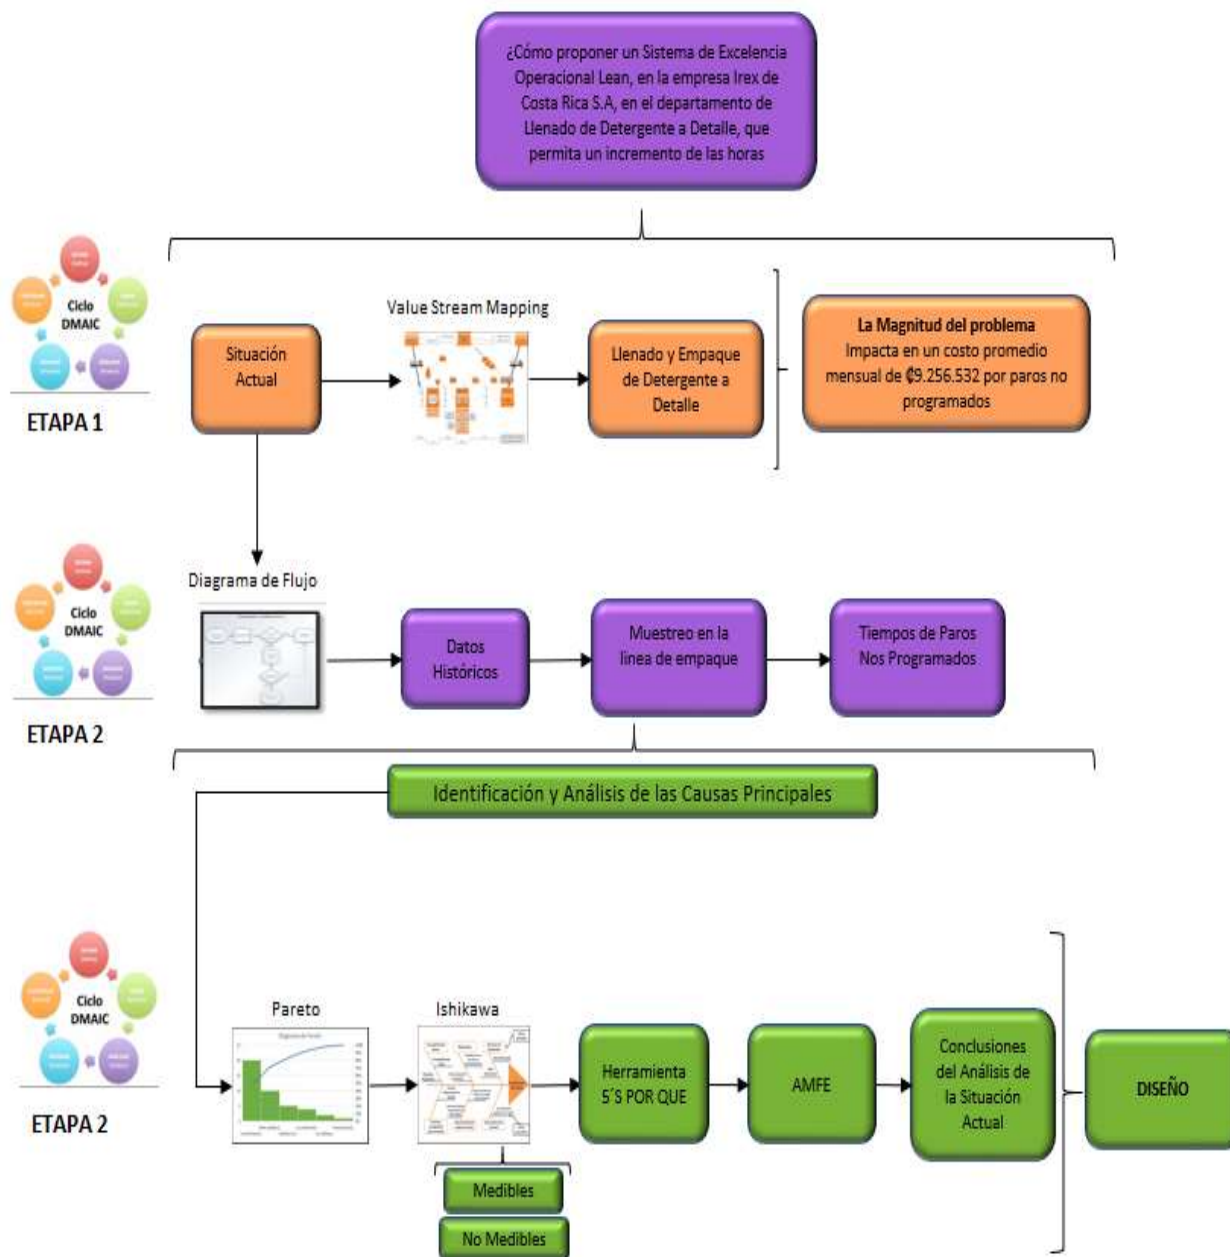 ¿Cómo proponer un Sistema de Excelencia
Operacional Lean, en la empresa Irex de
Costa Rica S.A, en el departamento de
Llenado de Detergente a Detalle, que
permita un incremento de las horas
Ciclo
DMAIC
ETAPA 1
Situación
Actual
Value Stream Mapping
Llenado y Empaque
de Detergente a
Detalle
La Magnitud del problema
Impacta en un costo promedio
mensual de ₡9.256.532 por paros no
programados
Ciclo
DMAIC
ETAPA 2
Diagrama de Flujo
Datos
Históricos
Muestreo en la
linea de empaque
Tiempos de Paros
Nos Programados
Identificación y Análisis de las Causas Principales
Ciclo
DMAIC
ETAPA 2
Pareto
Ishikawa
Medibles
No Medibles
Herramienta
5´S POR QUE
AMFE
Conclusiones
del Análisis de
la Situación
Actual
DISEÑO